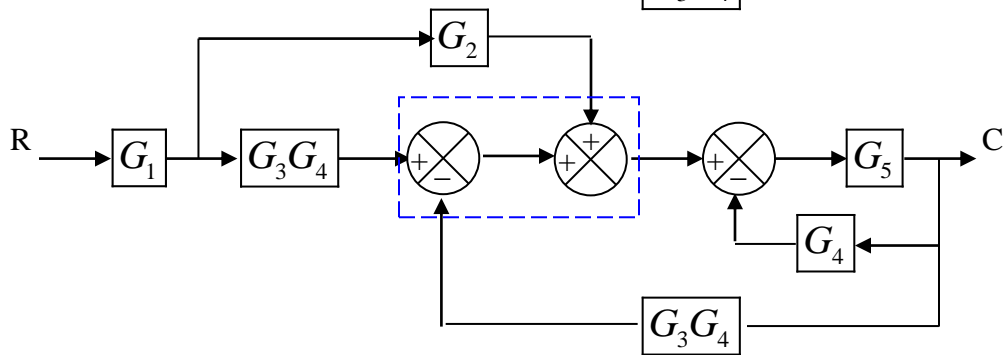 G₂
R G₁ G₃G₄ + − + + + − G₅ C
G₄
G₃G₄